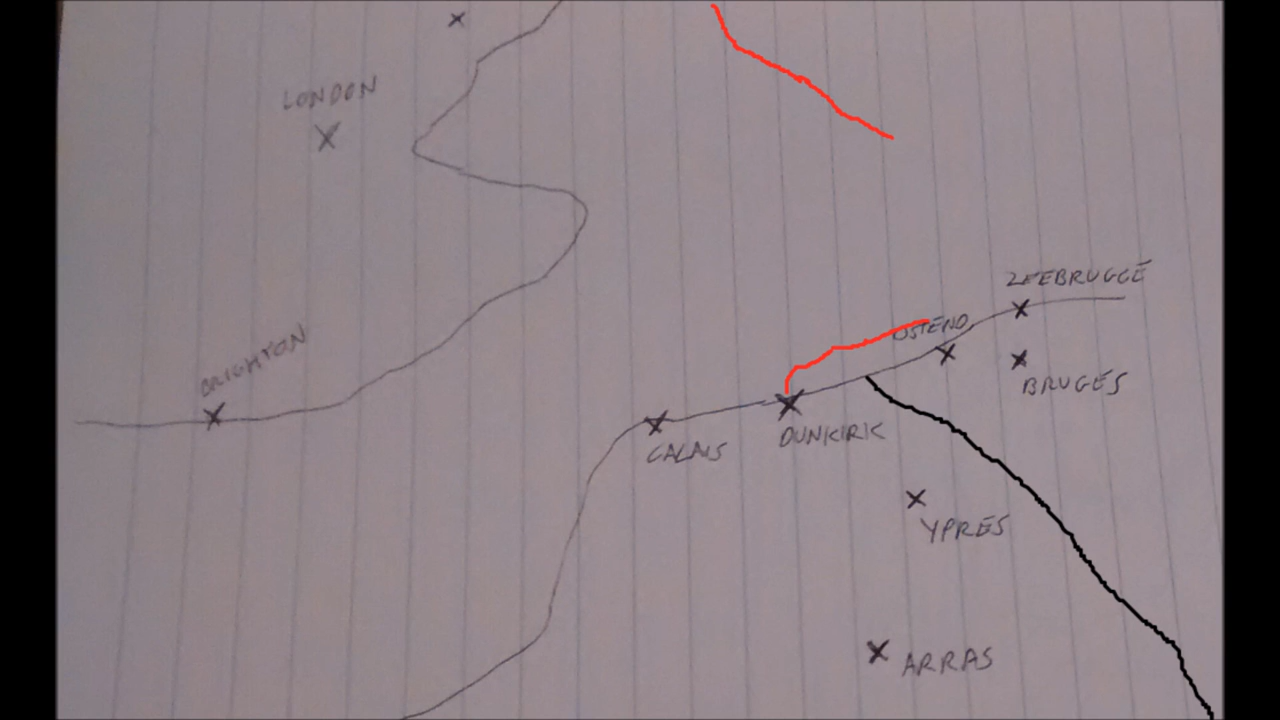 LONDON
ZEEBRUGGE
OSTEND
BRIGHTON
BRUGES
DUNKIRK
CALAIS
YPRES
ARRAS